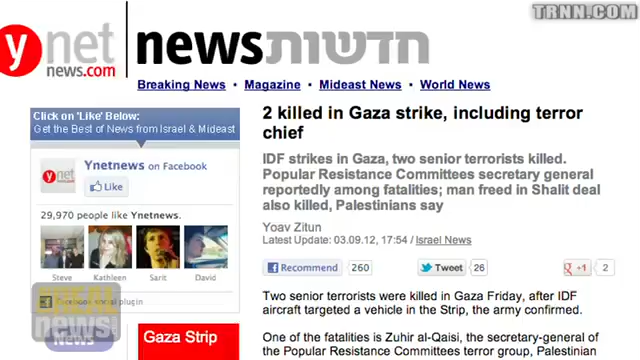 TRNN.COM
ynet
news.com
news חדשות
Breaking News • Magazine • Mideast News • World News
Click on 'Like' Below:
Get the Best of News from Israel & Mideast
ynet
news.com
Ynetnews on Facebook
Like
29,970 people like Ynetnews.
Steve Kathleen Sarit David
Facebook social plugin
REAL
news
News
Gaza Strip
2 killed in Gaza strike, including terror
chief
IDF strikes in Gaza, two senior terrorists killed.
Popular Resistance Committees secretary general
reportedly among fatalities; man freed in Shalit deal
also killed, Palestinians say
Yoav Zitun
Latest Update: 03.09.12, 17:54 / Israel News
Recommend 260
Tweet 26
+1 2
Two senior terrorists were killed in Gaza Friday, after IDF
aircraft targeted a vehicle in the Strip, the army confirmed.
One of the fatalities is Zuhir al-Qaisi, the secretary-general of
the Popular Resistance Committees terror group, Palestinian